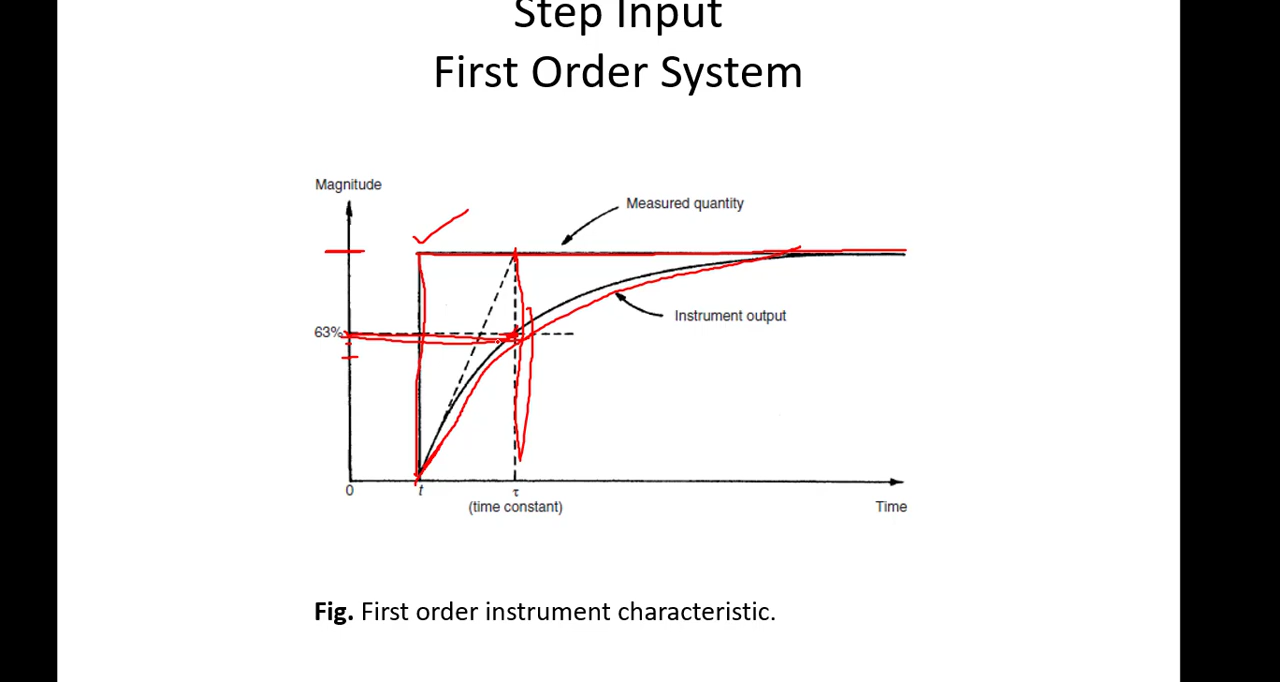 Step Input
First Order System
Magnitude
Measured quantity
63%
Instrument output
0
t
τ
(time constant)
Time
Fig. First order instrument characteristic.